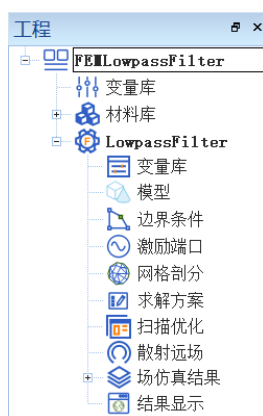 工程
FEMLowpassFilter
变量库
材料库
LowpassFilter
变量库
模型
边界条件
激励端口
网格剖分
求解方案
扫描优化
散射远场
场仿真结果
结果显示